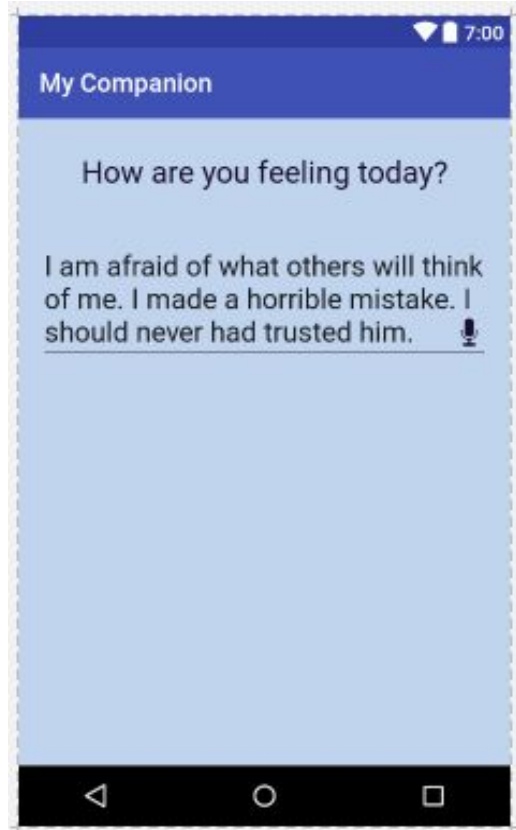 7:00
My Companion
How are you feeling today?
I am afraid of what others will think
of me. I made a horrible mistake. I
should never had trusted him.